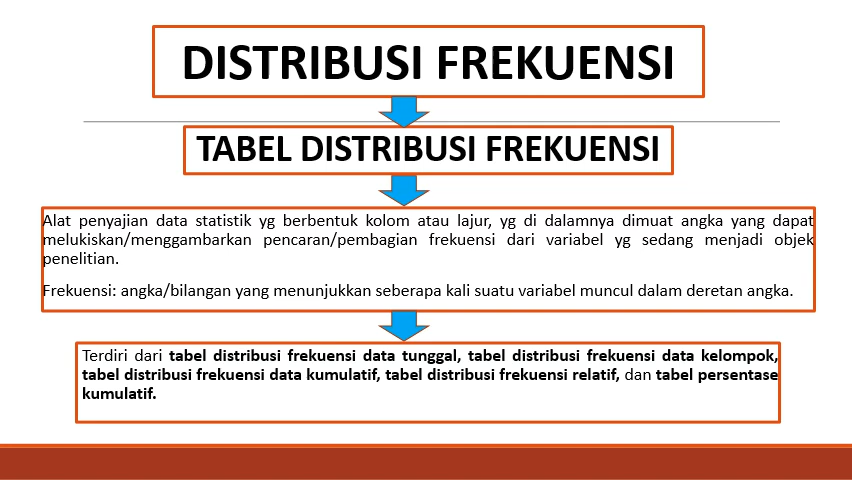 DISTRIBUSI FREKUENSI
TABEL DISTRIBUSI FREKUENSI
Alat penyajian data statistik yg berbentuk kolom atau lajur, yg di dalamnya dimuat angka yang dapat
melukiskan/menggambarkan pencaran/pembagian frekuensi dari variabel yg sedang menjadi objek
penelitian.
Frekuensi: angka/bilangan yang menunjukkan seberapa kali suatu variabel muncul dalam deretan angka.
Terdiri dari tabel distribusi frekuensi data tunggal, tabel distribusi frekuensi data kelompok,
tabel distribusi frekuensi data kumulatif, tabel distribusi frekuensi relatif, dan tabel persentase
kumulatif.